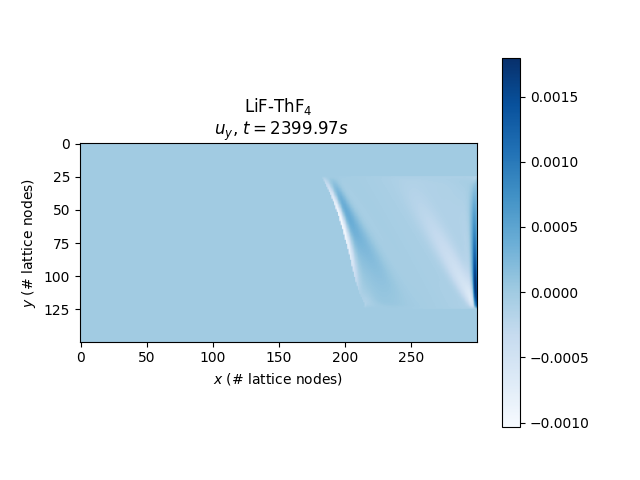 LiF-ThF₄
u_y, t = 2399.97s
0
25
50
75
100
125
y (# lattice nodes)
0 50 100 150 200 250
x (# lattice nodes)
0.0015
0.0010
0.0005
0.0000
−0.0005
−0.0010